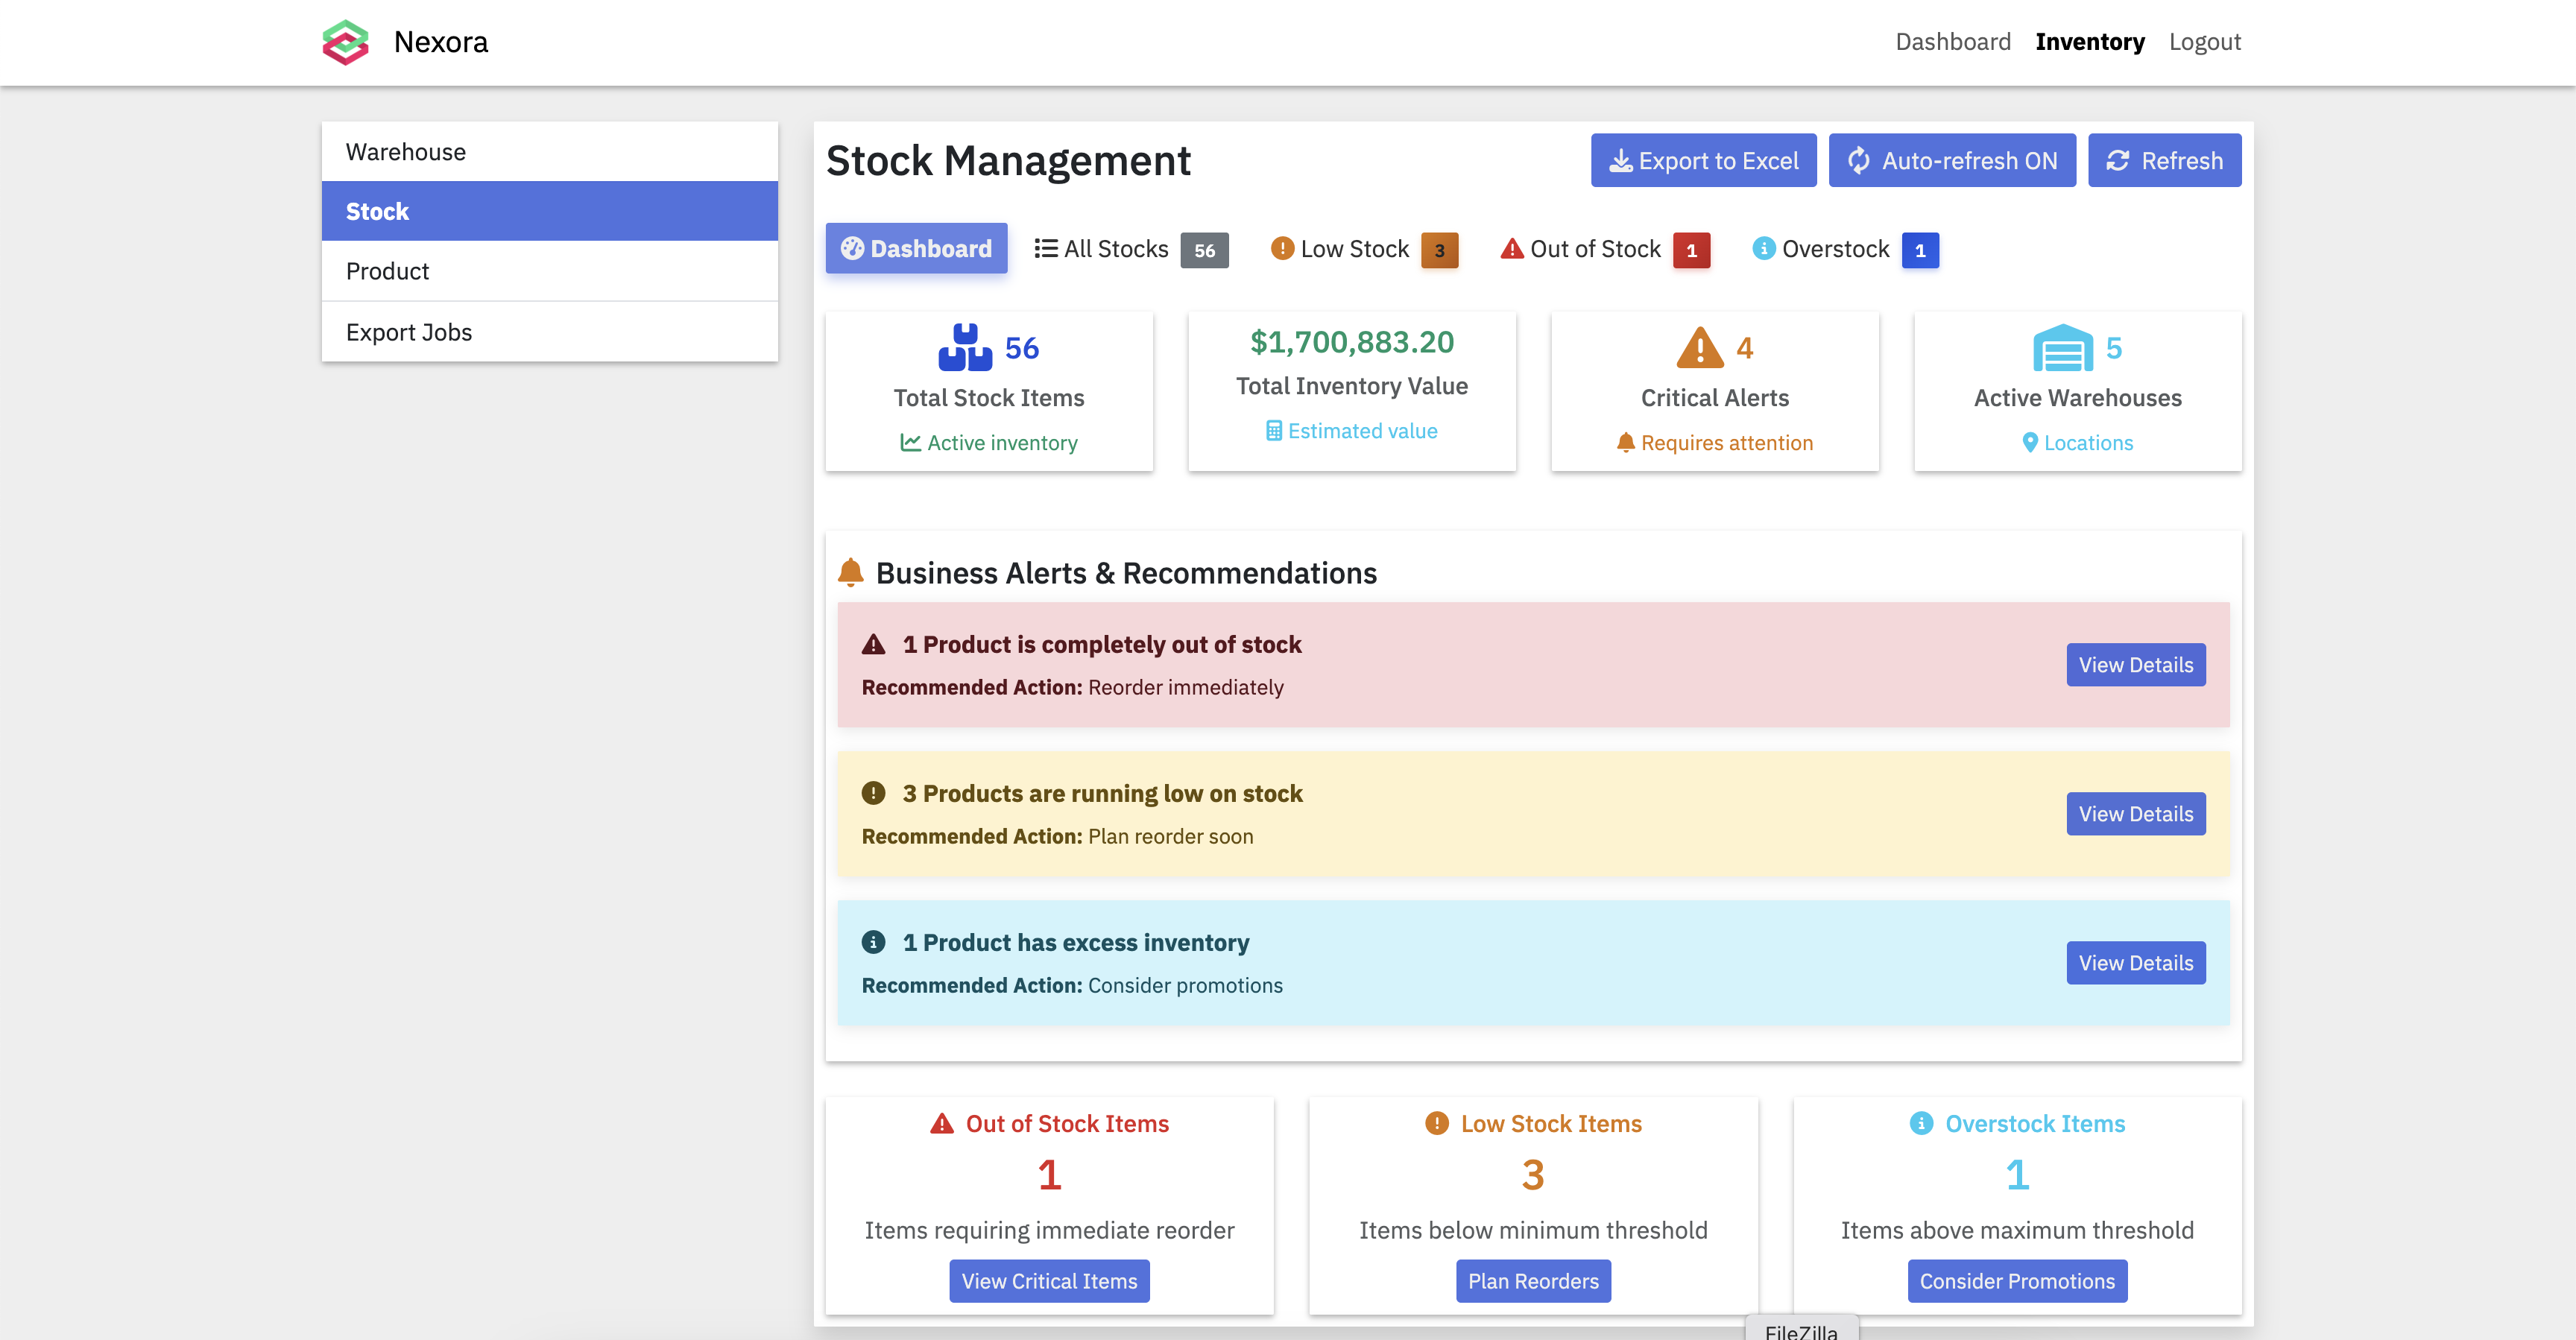 Nexora
Dashboard Inventory Logout
Warehouse
Stock
Product
Export Jobs
Stock Management
Export to Excel
Auto-refresh ON
Refresh
Dashboard
All Stocks 56
Low Stock 3
Out of Stock 1
Overstock 1
56
Total Stock Items
Active inventory
$1,700,883.20
Total Inventory Value
Estimated value
4
Critical Alerts
Requires attention
5
Active Warehouses
Locations
Business Alerts & Recommendations
1 Product is completely out of stock
Recommended Action: Reorder immediately
View Details
3 Products are running low on stock
Recommended Action: Plan reorder soon
View Details
1 Product has excess inventory
Recommended Action: Consider promotions
View Details
Out of Stock Items
1
Items requiring immediate reorder
View Critical Items
Low Stock Items
3
Items below minimum threshold
Plan Reorders
Overstock Items
1
Items above maximum threshold
Consider Promotions
FileZilla